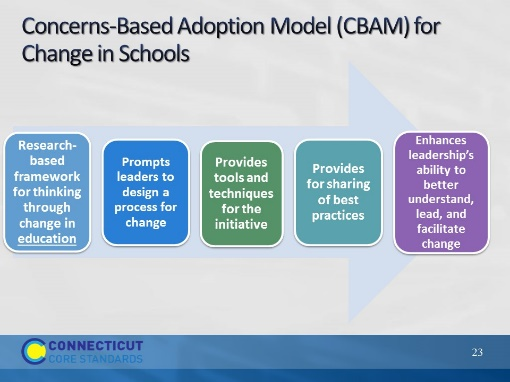 Concerns-Based Adoption Model (CBAM) for
Change in Schools
Research-
based
framework
for thinking
through
change in
education
Prompts
leaders to
design a
process for
change
Provides
tools and
techniques
for the
initiative
Provides
for sharing
of best
practices
Enhances
leadership's
ability to
better
understand,
lead, and
facilitate
change
CONNECTICUT
CORE STANDARDS
23